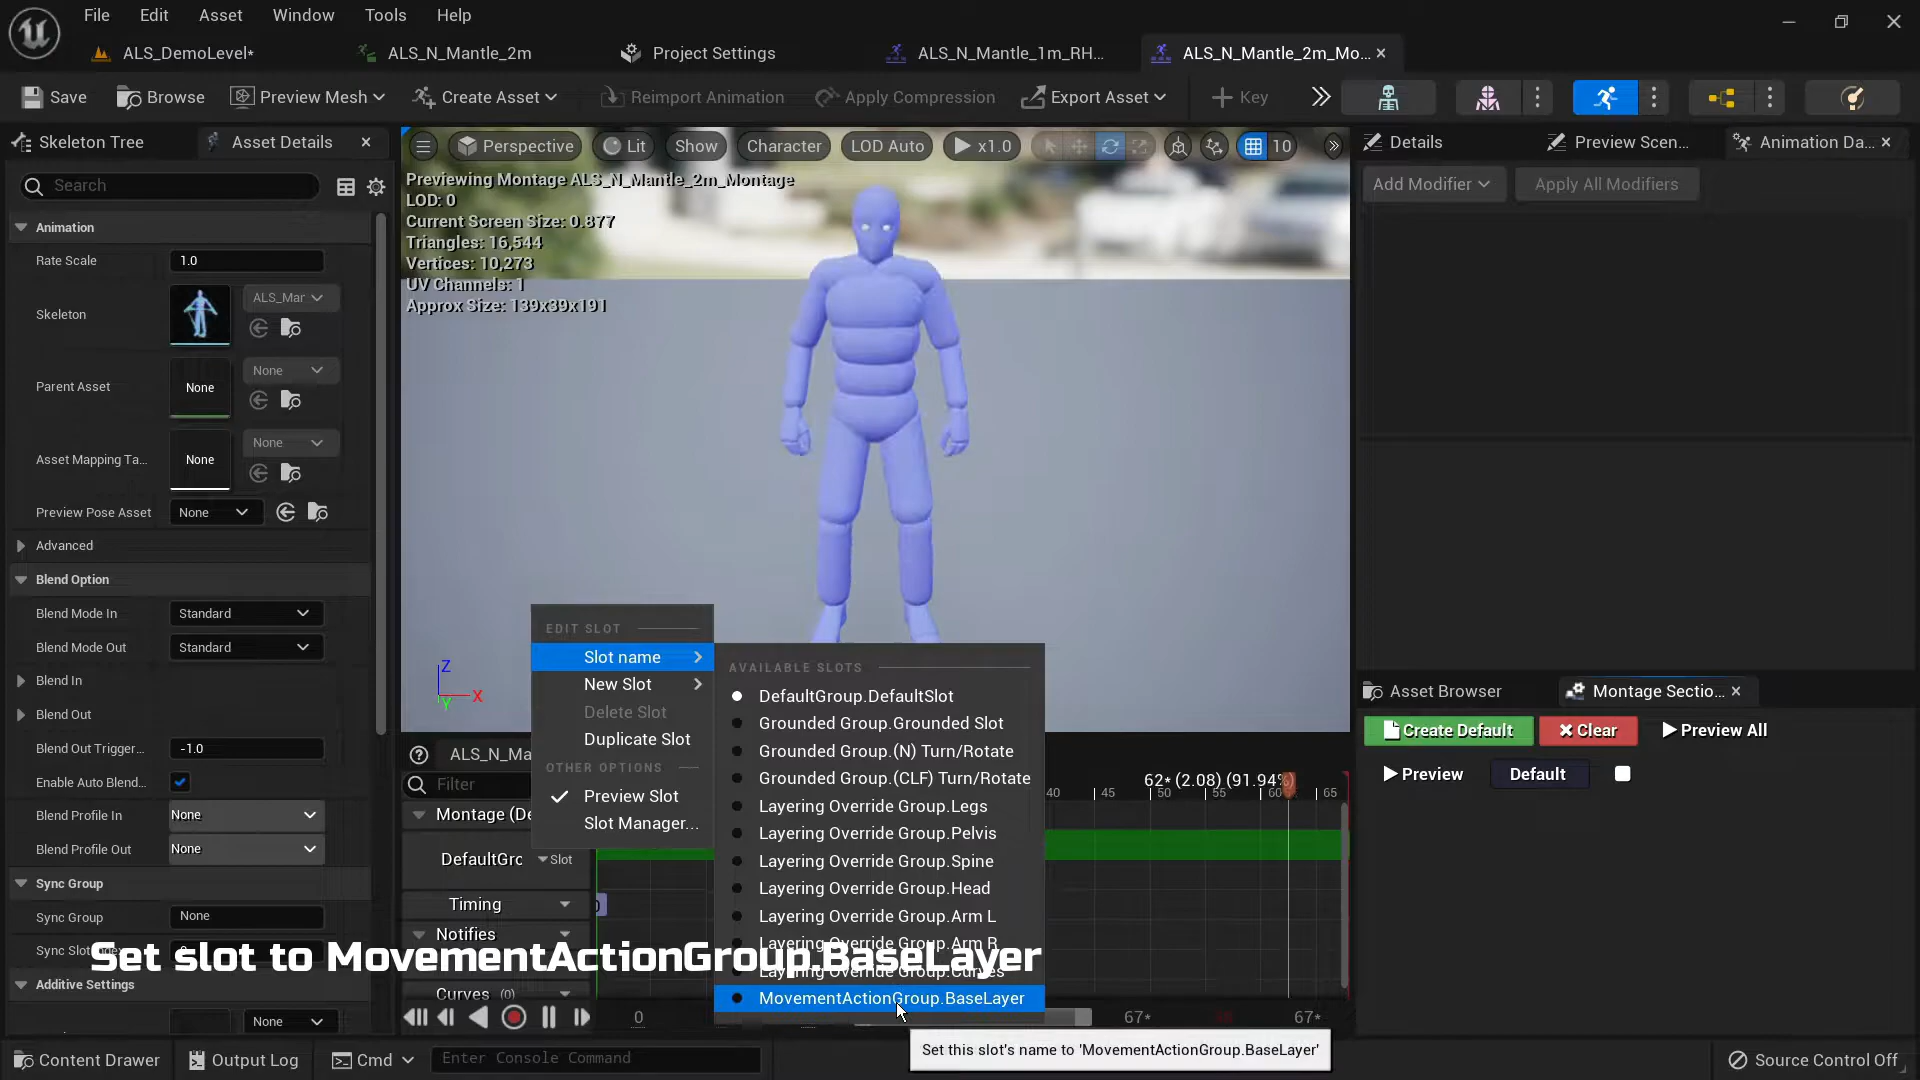 File Edit Asset Window Tools Help
ALS_DemoLevel* ALS_N_Mantle_2m Project Settings ALS_N_Mantle_1m_RH... ALS_N_Mantle_2m_Mo...
Save Browse Preview Mesh Create Asset Reimport Animation Apply Compression Export Asset Key
Skeleton Tree Asset Details
Search
Animation
Rate Scale 1.0
Skeleton ALS_Mar
Parent Asset None None
Asset Mapping Ta... None None
Preview Pose Asset None
Advanced
Blend Option
Blend Mode In Standard
Blend Mode Out Standard
Blend In
Blend Out
Blend Out Trigger... -1.0
Enable Auto Blend...
Blend Profile In None
Blend Profile Out None
Sync Group
Sync Group None
Additive Settings
None
Perspective Lit Show Character LOD Auto x1.0 10
Previewing Montage ALS_N_Mantle_2m_Montage
LOD: 0
Current Screen Size: 0.877
Triangles: 16,544
Vertices: 10,273
UV Channels: 1
Approx Size: 139x39x191
Z
X
Y
EDIT SLOT
Slot name
New Slot
Delete Slot
Duplicate Slot
OTHER OPTIONS
Preview Slot
Slot Manager...
AVAILABLE SLOTS
DefaultGroup.DefaultSlot
Grounded Group.Grounded Slot
Grounded Group.(N) Turn/Rotate
Grounded Group.(CLF) Turn/Rotate
Layering Override Group.Legs
Layering Override Group.Pelvis
Layering Override Group.Spine
Layering Override Group.Head
Layering Override Group.Arm L
Layering Override Group.Arm R
Layering Override Group.Curves
MovementActionGroup.BaseLayer
Set this slot's name to 'MovementActionGroup.BaseLayer'
ALS_N_Ma
Filter
62* (2.08) (91.94%)
40 45 50 55 60 65
Montage (De
DefaultGrc Slot
Timing
Notifies
Curves (0)
0 67* 67*
Set slot to MovementActionGroup.BaseLayer
Details Preview Scen... Animation Da...
Add Modifier Apply All Modifiers
Asset Browser Montage Sectio...
Create Default Clear Preview All
Preview Default
Content Drawer Output Log Cmd Enter Console Command Source Control Off